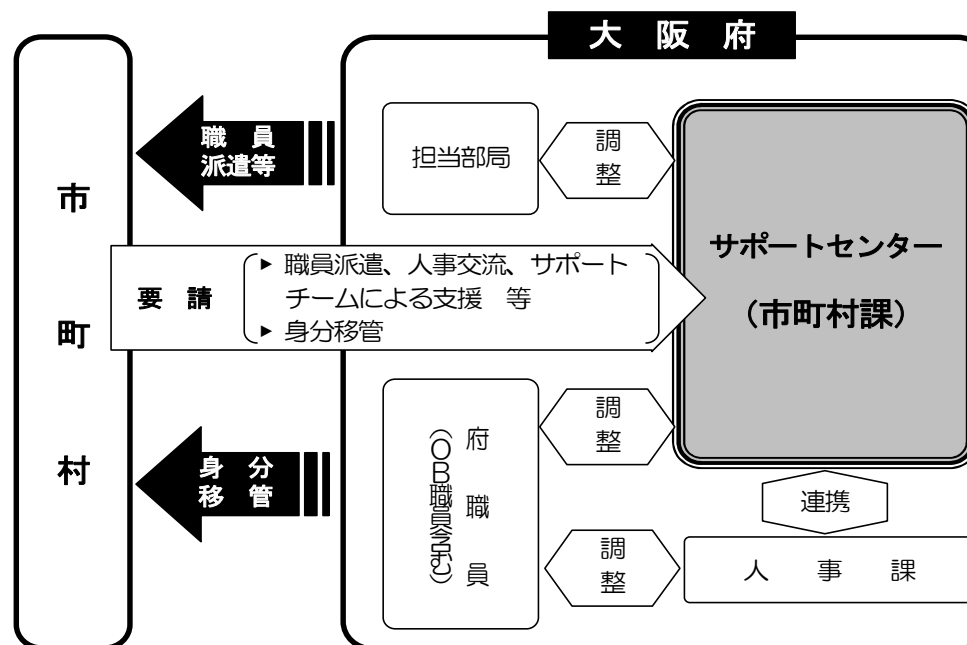 大 阪 府
市
町
村
職 員
派遣等
担当部局
調
整
サポートセンター
(市町村課)
要 請
▶ 職員派遣、人事交流、サポート
チームによる支援 等
▶ 身分移管
身 分
移 管
府 職 員
(OB職員含む)
調
整
連携
調
整
人 事 課